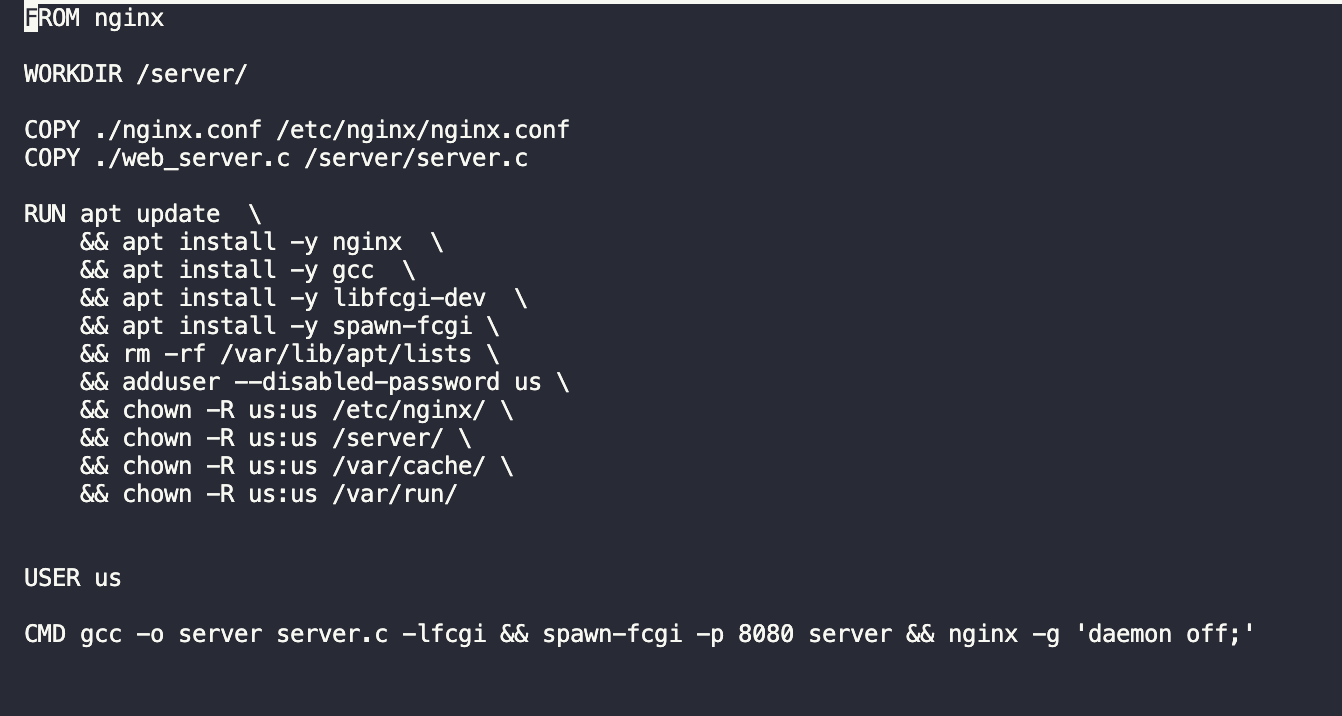 FROM nginx
WORKDIR /server/
COPY ./nginx.conf /etc/nginx/nginx.conf
COPY ./web_server.c /server/server.c
RUN apt update  \
    && apt install -y nginx  \
    && apt install -y gcc  \
    && apt install -y libfcgi-dev  \
    && apt install -y spawn-fcgi \
    && rm -rf /var/lib/apt/lists \
    && adduser --disabled-password us \
    && chown -R us:us /etc/nginx/ \
    && chown -R us:us /server/ \
    && chown -R us:us /var/cache/ \
    && chown -R us:us /var/run/
USER us
CMD gcc -o server server.c -lfcgi && spawn-fcgi -p 8080 server && nginx -g 'daemon off;'